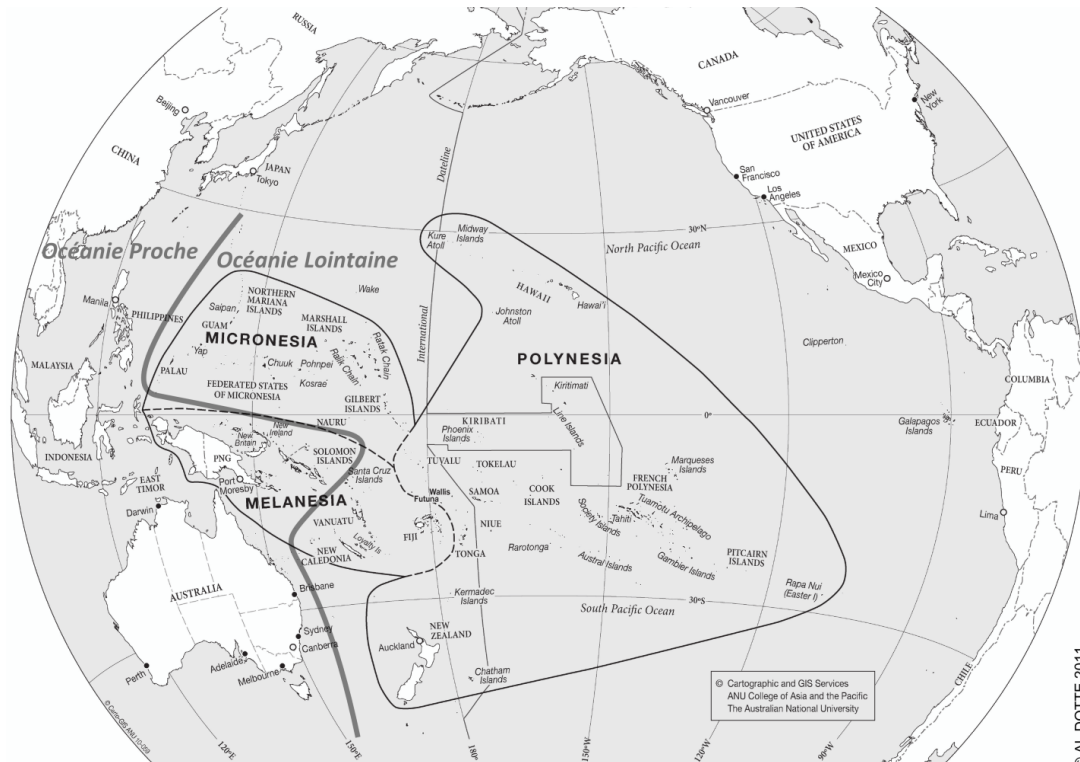 RUSSIA
CANADA
Beijing
Vancouver
New
York
CHINA
UNITED STATES
OF AMERICA
JAPAN
Tokyo
Dateline
San
Francisco
Los
Angeles
Océanie Proche
Océanie Lointaine
Kure
Atoll
Midway
Islands
30°N
North Pacific Ocean
MEXICO
Mexico
City
Manila
PHILIPPINES
NORTHERN
MARIANA
ISLANDS
Wake
Saipan
GUAM
MARSHALL
ISLANDS
HAWAII
Hawai'i
Johnston
Atoll
International
MICRONESIA
Yap
Ratak Chain
Ralik Chain
Clipperton
POLYNESIA
MALAYSIA
PALAU
Chuuk
Pohnpei
Kosrae
FEDERATED STATES
OF MICRONESIA
Kiritimati
COLUMBIA
GILBERT
ISLANDS
Line Islands
0°
NAURU
KIRIBATI
Phoenix
Islands
Galapagos
Islands
ECUADOR
New
Ireland
New
Britain
INDONESIA
PNG
SOLOMON
ISLANDS
Santa Cruz
Islands
TUVALU
TOKELAU
Marqueses
Islands
PERU
EAST
TIMOR
Port
Moresby
MELANESIA
Wallis
Futuna
SAMOA
COOK
ISLANDS
FRENCH
POLYNESIA
Tuamotu Archipelago
Society Islands
Tahiti
Darwin
Lima
VANUATU
Loyalty Is
FIJI
NIUE
TONGA
Rarotonga
Austral Islands
Gambier Islands
PITCAIRN
ISLANDS
NEW
CALEDONIA
Rapa Nui
(Easter I)
AUSTRALIA
Brisbane
Kermadec
Islands
30°S
South Pacific Ocean
Sydney
Canberra
Adelaide
Melbourne
Perth
Auckland
NEW
ZEALAND
Chatham
Islands
CHILE
© Cartographic and GIS Services
ANU College of Asia and the Pacific
The Australian National University
© Carto-GIS ANU 10-059
120°E
150°E
180°
150°W
120°W
90°W
© AL DOTTE 2011